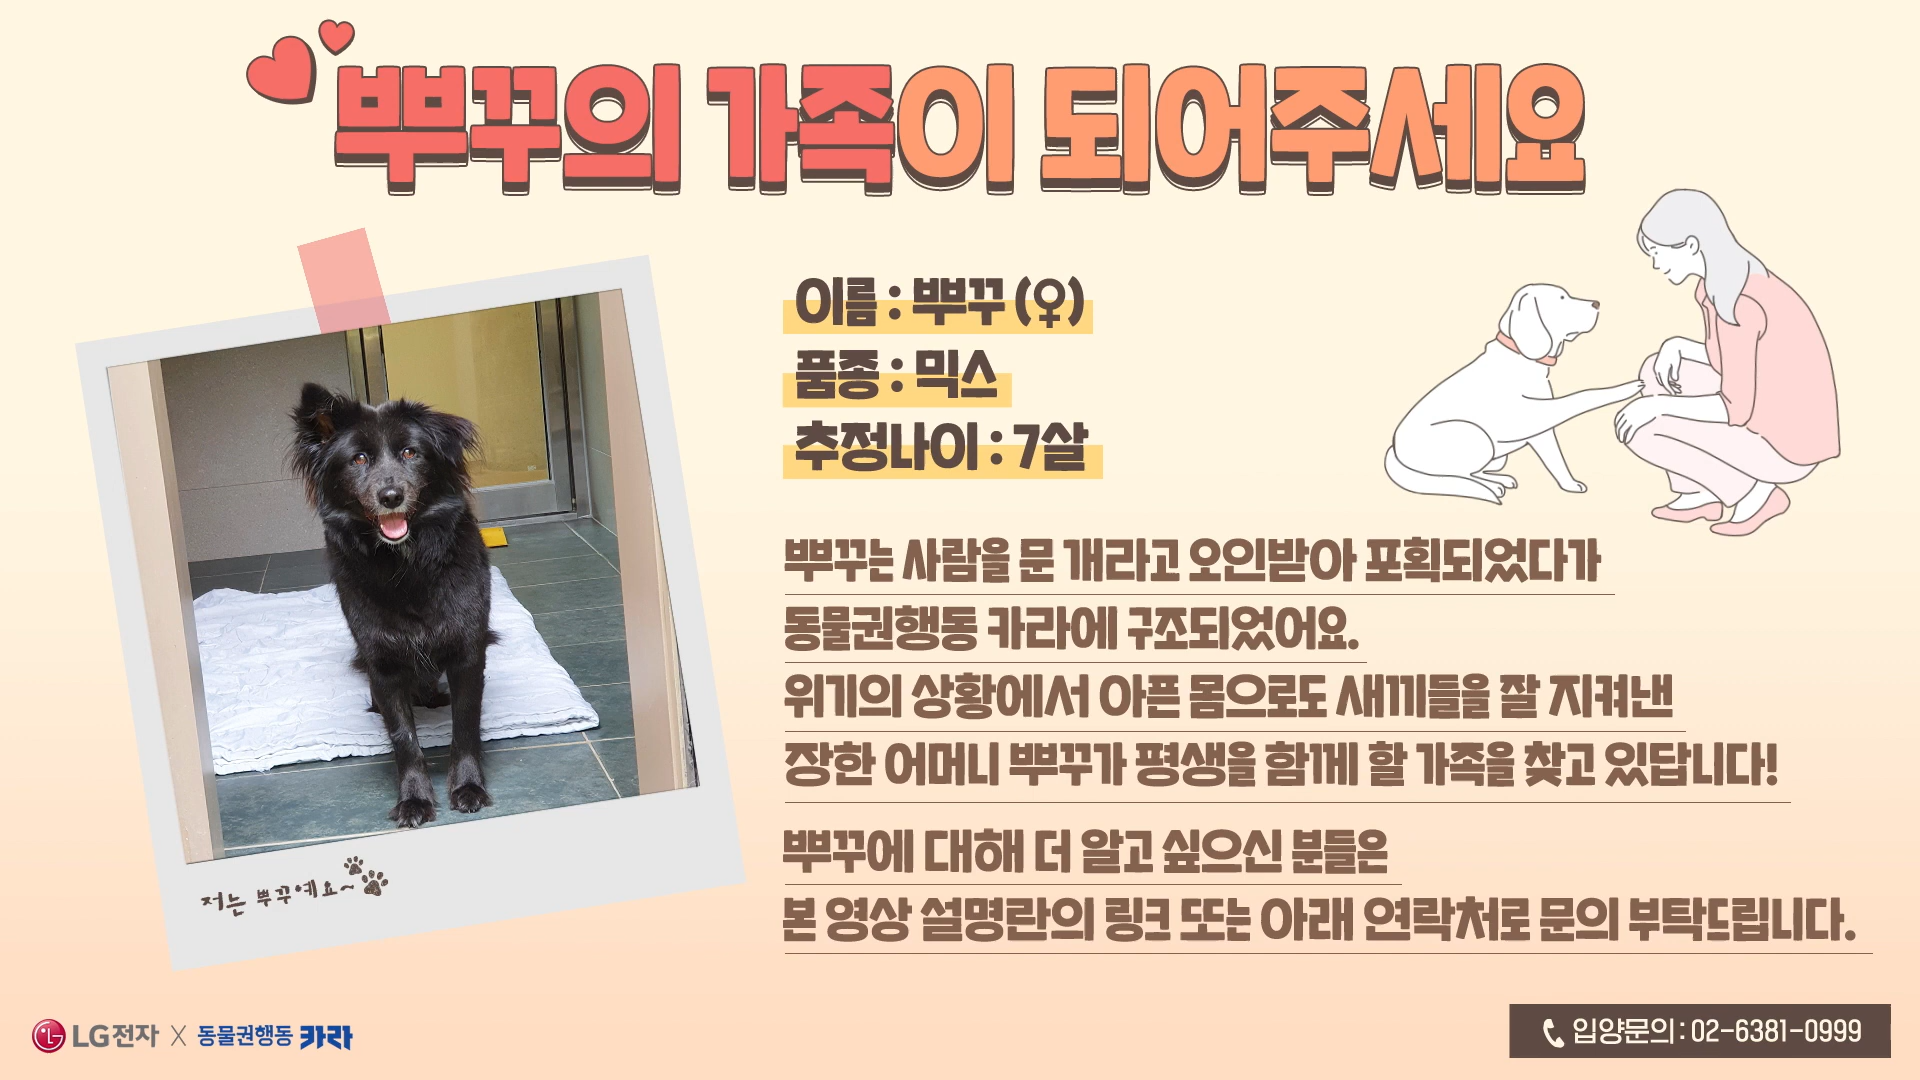 뿌꾸의 가족이 되어주세요
이름 : 뿌꾸 (♀)
품종 : 믹스
추정나이 : 7살
뿌꾸는 사람을 문 개라고 오인받아 포획되었다가
동물권행동 카라에 구조되었어요.
위기의 상황에서 아픈 몸으로도 새끼들을 잘 지켜낸
장한 어머니 뿌꾸가 평생을 함께 할 가족을 찾고 있답니다!
뿌꾸에 대해 더 알고 싶으신 분들은
본 영상 설명란의 링크 또는 아래 연락처로 문의 부탁드립니다.
저는 뿌꾸예요~
LG전자 X 동물권행동 카라
입양문의 : 02-6381-0999